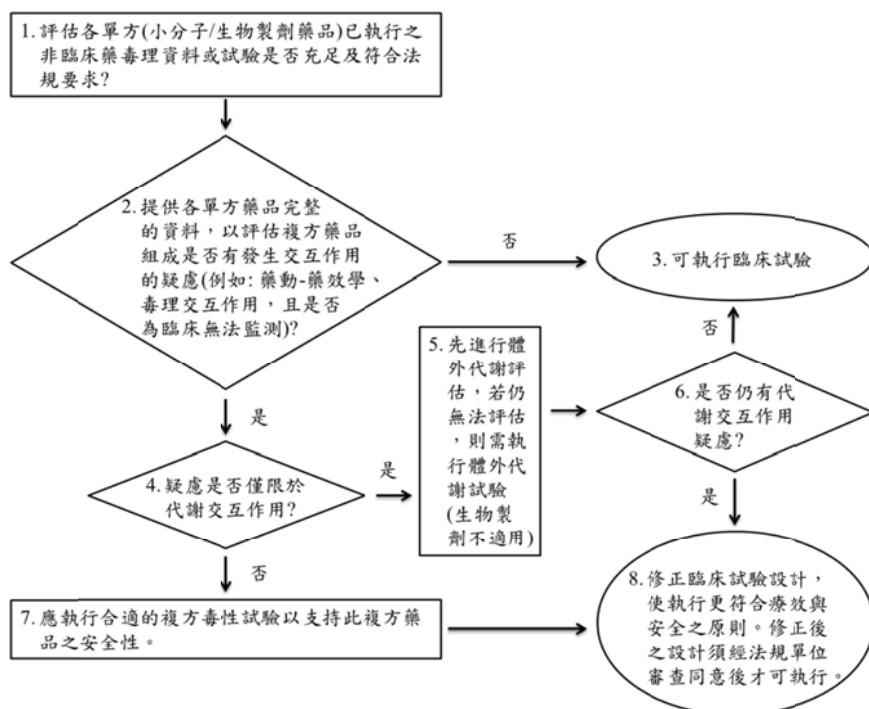 1. 評估各單方(小分子/生物製劑藥品)已執行之
非臨床藥毒理資料或試驗是否充足及符合法
規要求?
2. 提供各單方藥品完整
的資料，以評估複方藥品
組成是否有發生交互作用
的疑慮(例如: 藥動-藥效學、
毒理交互作用，且是否
為臨床無法監測)?
否
3. 可執行臨床試驗
是
4. 疑慮是否僅限於
代謝交互作用?
是
5. 先進行體
外代謝評
估，若仍
無法評估
，則需執
行體外代
謝試驗
(生物製
劑不適用)
否
6. 是否仍有代
謝交互作用
疑慮?
是
否
7. 應執行合適的複方毒性試驗以支持此複方藥
品之安全性。
8. 修正臨床試驗設計，
使執行更符合療效與
安全之原則。修正後
之設計須經法規單位
審查同意後才可執行。